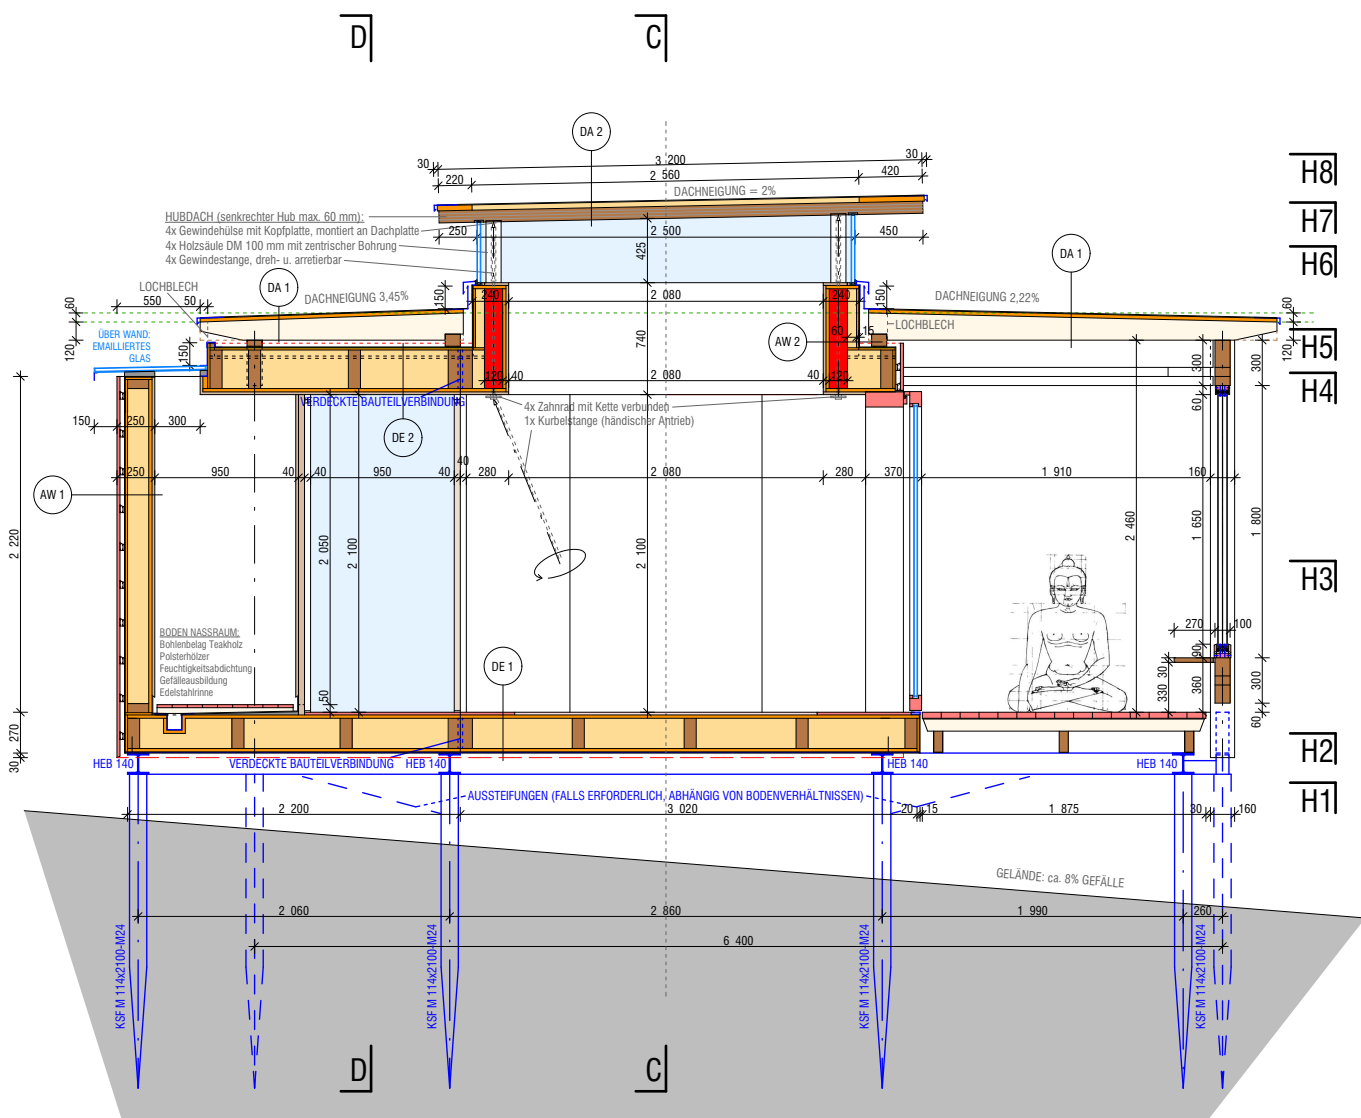 D
C
DA 2
H8
30
3 200
30
220
2 560
420
DACHNEIGUNG = 2%
HUBDACH (senkrechter Hub max. 60 mm):
4x Gewindehülse mit Kopfplatte, montiert an Dachplatte
4x Holzsäule DM 100 mm mit zentrischer Bohrung
4x Gewindestange, dreh- u. arretierbar
250
2 500
450
425
H7
H6
DA 1
DA 1
LOCHBLECH
550
50
DACHNEIGUNG 3,45%
150
240
2 080
240
150
DACHNEIGUNG 2,22%
LOCHBLECH
60
120
60
120
ÜBER WAND:
EMAILLIERTES
GLAS
150
740
60
15
AW 2
300
300
H5
H4
120
40
2 080
40
120
VERDECKTE BAUTEILVERBINDUNG
4x Zahnrad mit Kette verbunden
1x Kurbelstange (händischer Antrieb)
60
150
250
300
DE 2
250
950
40
40
950
40
40
280
2 080
280
370
1 910
160
AW 1
2 220
2 050
2 100
2 100
2 460
1 650
1 800
H3
BODEN NASSRAUM:
Bohlenbelag Teakholz
Polsterhölzer
Feuchtigkeitsabdichtung
Gefälleausbildung
Edelstahlrinne
50
DE 1
270
100
90
30
330
360
300
60
270
30
H2
HEB 140
VERDECKTE BAUTEILVERBINDUNG
HEB 140
HEB 140
HEB 140
AUSSTEIFUNGEN (FALLS ERFORDERLICH, ABHÄNGIG VON BODENVERHÄLTNISSEN)
H1
2 200
3 020
20
15
1 875
30
160
GELÄNDE: ca. 8% GEFÄLLE
2 060
2 860
1 990
260
6 400
KSF M 114x2100-M24
KSF M 114x2100-M24
KSF M 114x2100-M24
KSF M 114x2100-M24
D
C